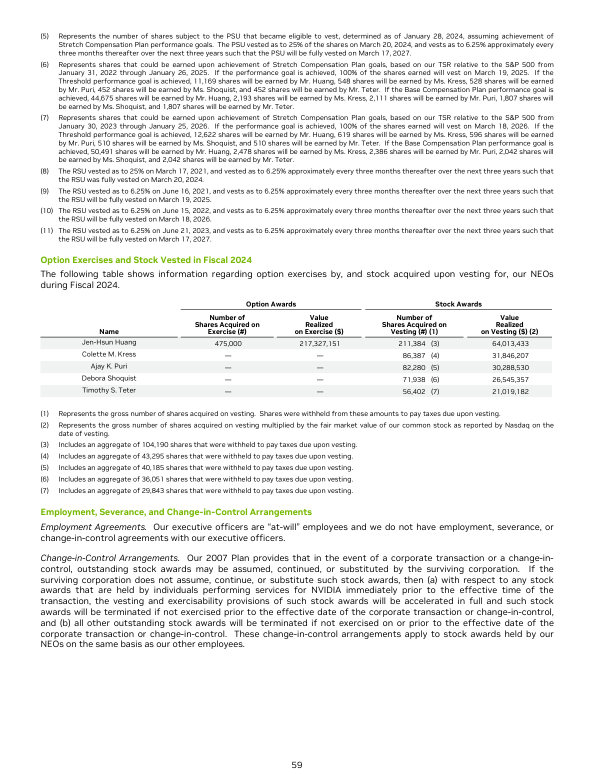 (5) Represents the number of shares subject to the PSU that became eligible to vest, determined as of January 28, 2024, assuming achievement of
Stretch Compensation Plan performance goals. The PSU vested as to 25% of the shares on March 20, 2024, and vests as to 6.25% approximately every
three months thereafter over the next three years such that the PSU will be fully vested on March 17, 2027.
(6) Represents shares that could be earned upon achievement of Stretch Compensation Plan goals, based on our TSR relative to the S&P 500 from
January 31, 2022 through January 26, 2025. If the performance goal is achieved, 100% of the shares earned will vest on March 19, 2025. If the
Threshold performance goal is achieved, 11,169 shares will be earned by Mr. Huang, 548 shares will be earned by Ms. Kress, 528 shares will be earned
by Mr. Puri, 452 shares will be earned by Ms. Shoquist, and 452 shares will be earned by Mr. Teter. If the Base Compensation Plan performance goal is
achieved, 44,675 shares will be earned by Mr. Huang, 2,193 shares will be earned by Ms. Kress, 2,111 shares will be earned by Mr. Puri, 1,807 shares will
be earned by Ms. Shoquist, and 1,807 shares will be earned by Mr. Teter.
(7) Represents shares that could be earned upon achievement of Stretch Compensation Plan goals, based on our TSR relative to the S&P 500 from
January 30, 2023 through January 25, 2026. If the performance goal is achieved, 100% of the shares earned will vest on March 18, 2026. If the
Threshold performance goal is achieved, 12,622 shares will be earned by Mr. Huang, 619 shares will be earned by Ms. Kress, 596 shares will be earned
by Mr. Puri, 510 shares will be earned by Ms. Shoquist, and 510 shares will be earned by Mr. Teter. If the Base Compensation Plan performance goal is
achieved, 50,491 shares will be earned by Mr. Huang, 2,478 shares will be earned by Ms. Kress, 2,386 shares will be earned by Mr. Puri, 2,042 shares will
be earned by Ms. Shoquist, and 2,042 shares will be earned by Mr. Teter.
(8) The RSU vested as to 25% on March 17, 2021, and vested as to 6.25% approximately every three months thereafter over the next three years such that
the RSU was fully vested on March 20, 2024.
(9) The RSU vested as to 6.25% on June 16, 2021, and vests as to 6.25% approximately every three months thereafter over the next three years such that
the RSU will be fully vested on March 19, 2025.
(10) The RSU vested as to 6.25% on June 15, 2022, and vests as to 6.25% approximately every three months thereafter over the next three years such that
the RSU will be fully vested on March 18, 2026.
(11) The RSU vested as to 6.25% on June 21, 2023, and vests as to 6.25% approximately every three months thereafter over the next three years such that
the RSU will be fully vested on March 17, 2027.
Option Exercises and Stock Vested in Fiscal 2024
The following table shows information regarding option exercises by, and stock acquired upon vesting for, our NEOs
during Fiscal 2024.
Option Awards Stock Awards
Number of Value Number of Value
Shares Acquired on Realized Shares Acquired on Realized
Name Exercise (#) on Exercise ($) Vesting (#) (1) on Vesting ($) (2)
Jen-Hsun Huang 475,000 217,327,151 211,384 (3) 64,013,433
Colette M. Kress — — 86,387 (4) 31,846,207
Ajay K. Puri — — 82,280 (5) 30,288,530
Debora Shoquist — — 71,938 (6) 26,545,357
Timothy S. Teter — — 56,402 (7) 21,019,182
(1) Represents the gross number of shares acquired on vesting. Shares were withheld from these amounts to pay taxes due upon vesting.
(2) Represents the gross number of shares acquired on vesting multiplied by the fair market value of our common stock as reported by Nasdaq on the
date of vesting.
(3) Includes an aggregate of 104,190 shares that were withheld to pay taxes due upon vesting.
(4) Includes an aggregate of 43,295 shares that were withheld to pay taxes due upon vesting.
(5) Includes an aggregate of 40,185 shares that were withheld to pay taxes due upon vesting.
(6) Includes an aggregate of 36,051 shares that were withheld to pay taxes due upon vesting.
(7) Includes an aggregate of 29,843 shares that were withheld to pay taxes due upon vesting.
Employment, Severance, and Change-in-Control Arrangements
Employment Agreements. Our executive officers are “at-will” employees and we do not have employment, severance, or
change-in-control agreements with our executive officers.
Change-in-Control Arrangements. Our 2007 Plan provides that in the event of a corporate transaction or a change-in-
control, outstanding stock awards may be assumed, continued, or substituted by the surviving corporation. If the
surviving corporation does not assume, continue, or substitute such stock awards, then (a) with respect to any stock
awards that are held by individuals performing services for NVIDIA immediately prior to the effective time of the
transaction, the vesting and exercisability provisions of such stock awards will be accelerated in full and such stock
awards will be terminated if not exercised prior to the effective date of the corporate transaction or change-in-control,
and (b) all other outstanding stock awards will be terminated if not exercised on or prior to the effective date of the
corporate transaction or change-in-control. These change-in-control arrangements apply to stock awards held by our
NEOs on the same basis as our other employees.
59